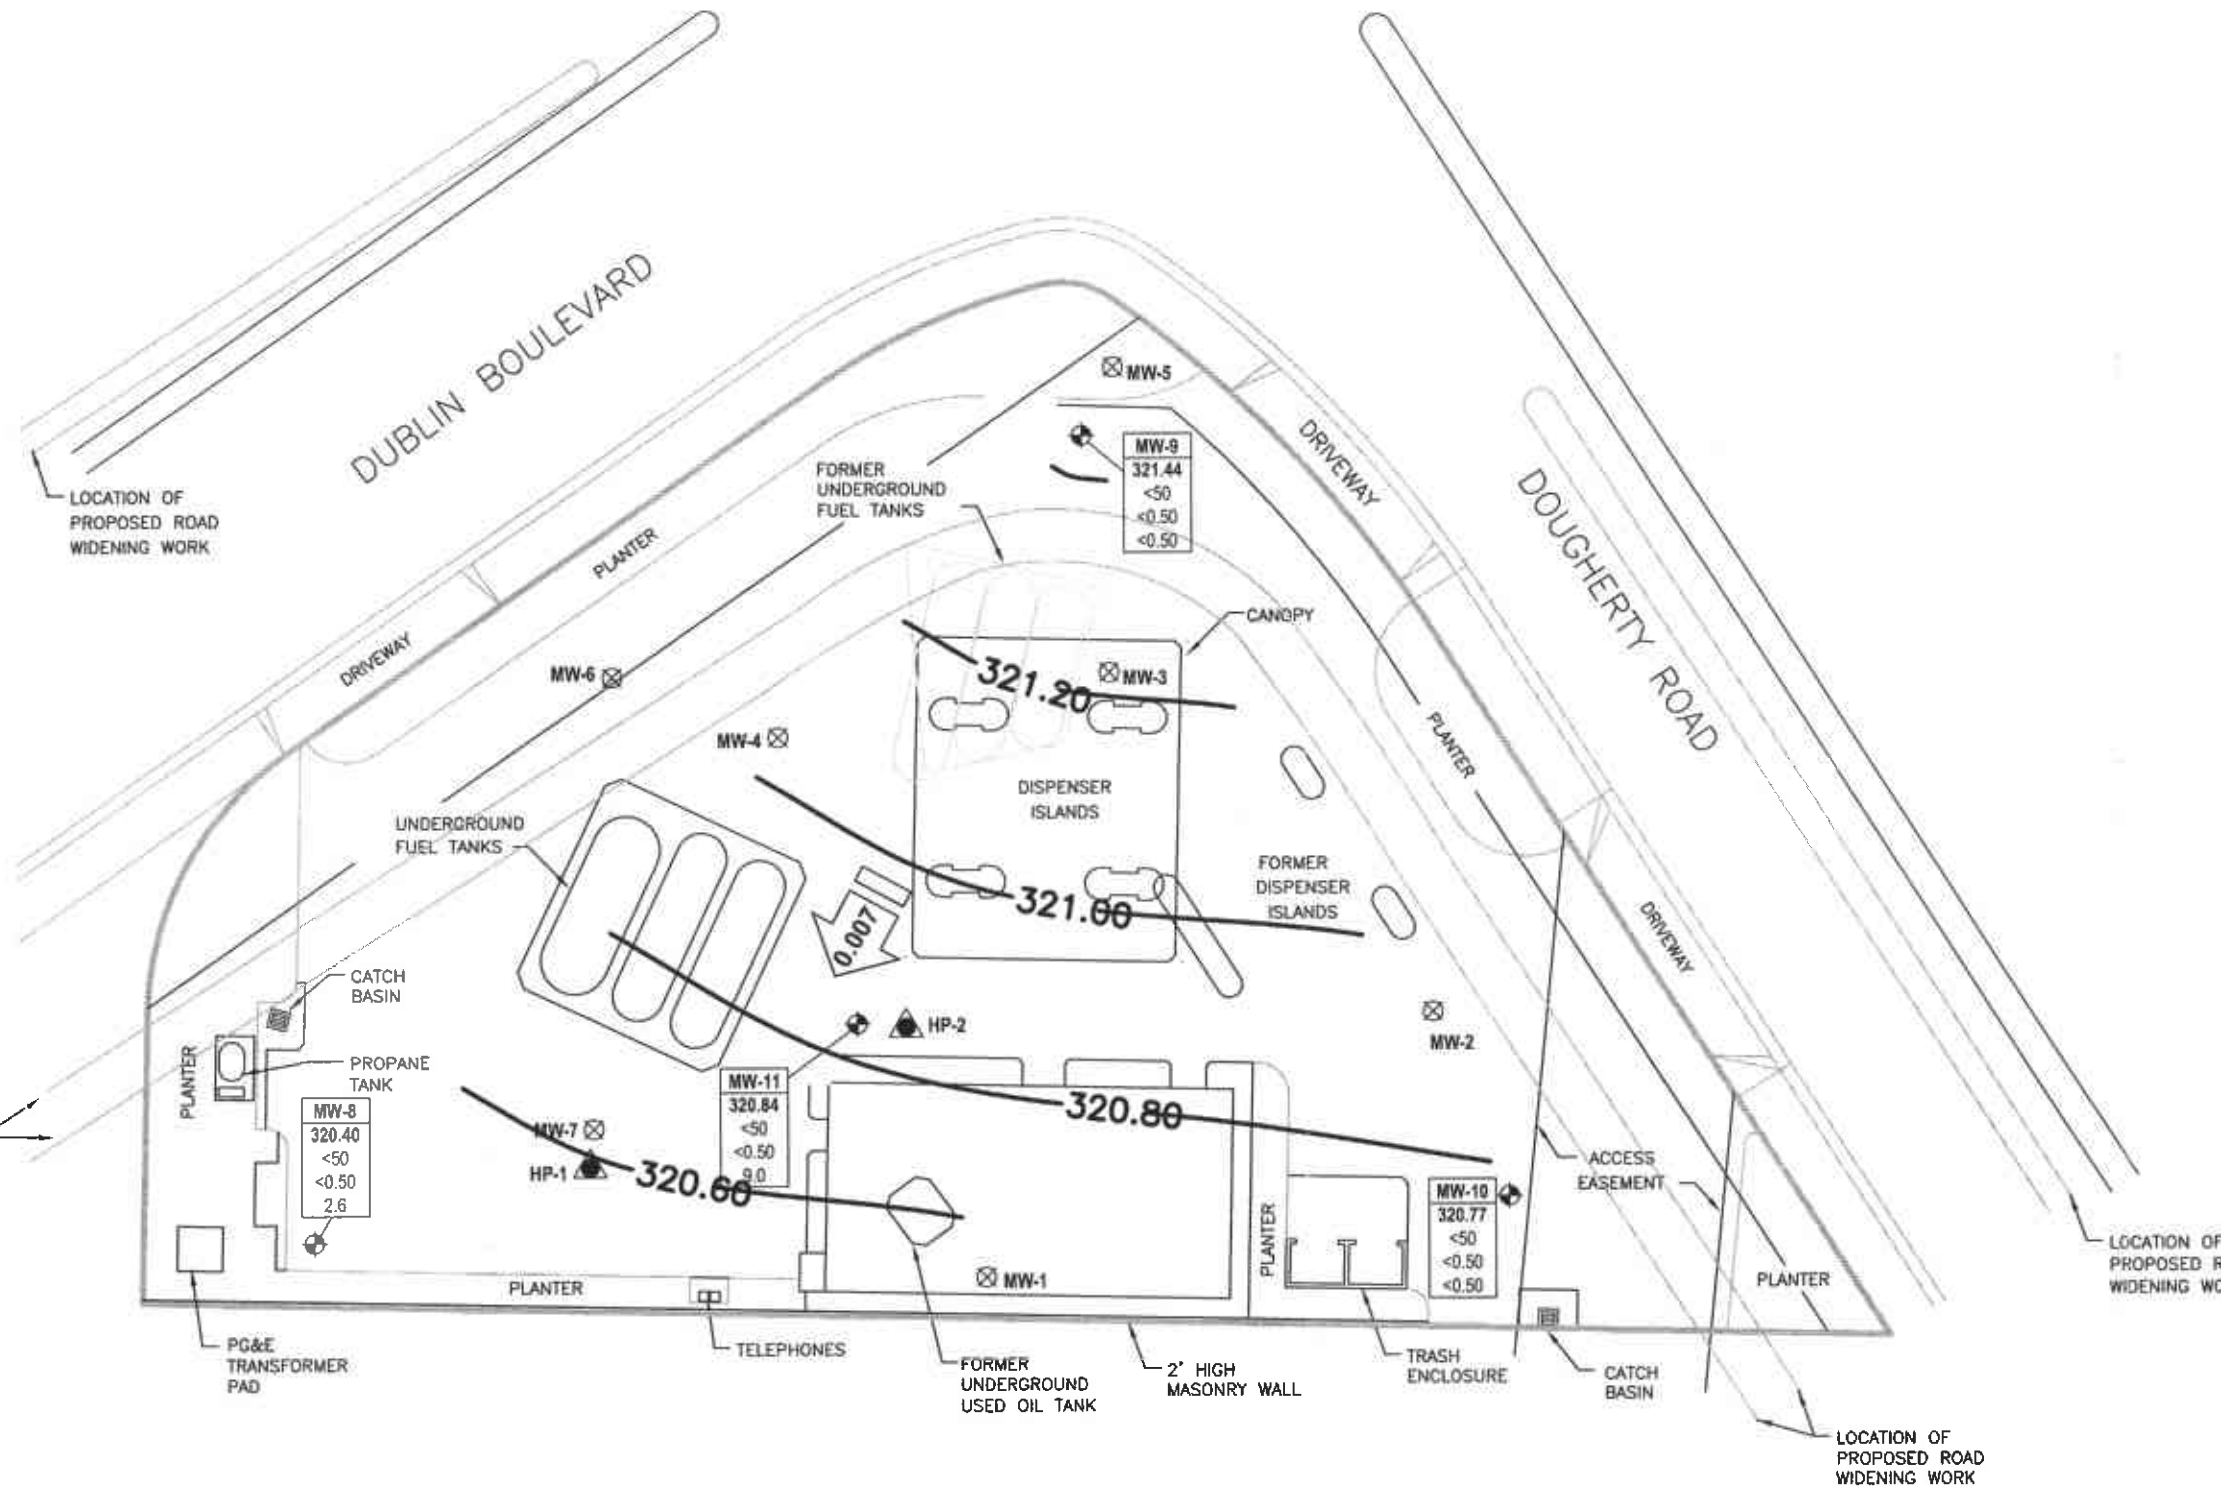 DUBLIN BOULEVARD
LOCATION OF
PROPOSED ROAD
WIDENING WORK
MW-5
DRIVEWAY
MW-9
321.44
<50
<0.50
<0.50
FORMER
UNDERGROUND
FUEL TANKS
PLANTER
DOUGHERTY ROAD
DRIVEWAY
CANOPY
MW-6
MW-3
321.20
MW-4
PLANTER
DISPENSER
ISLANDS
UNDERGROUND
FUEL TANKS
FORMER
DISPENSER
ISLANDS
321.00
0.007
DRIVEWAY
CATCH
BASIN
HP-2
MW-2
PLANTER
PROPANE
TANK
MW-8
320.40
<50
<0.50
2.6
MW-11
320.84
<50
<0.50
9.0
320.80
MW-7
HP-1
320.60
ACCESS
EASEMENT
MW-10
320.77
<50
<0.50
<0.50
PLANTER
LOCATION OF
PROPOSED R
WIDENING WO
PLANTER
MW-1
PLANTER
PG&E
TRANSFORMER
PAD
TELEPHONES
FORMER
UNDERGROUND
USED OIL TANK
2' HIGH
MASONRY WALL
TRASH
ENCLOSURE
CATCH
BASIN
LOCATION OF
PROPOSED ROAD
WIDENING WORK